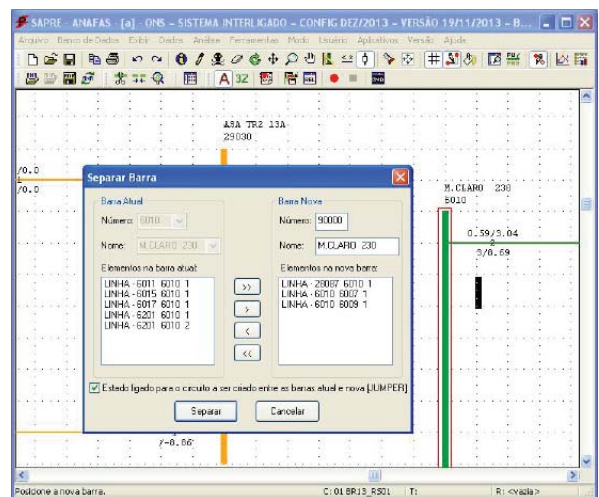 SAPRE - ANAFAS - [a] - ONS - SISTEMA INTERLIGADO - CONFIG DEZ/2013 - VERSÃO 19/11/2013 - B...
Arquivo Banco de Dados Exibir Dados Análise Ferramentas Modo Usuário Aplicativos Versão Ajuda
A 92
ASA TR2 13A
29030
/0.0
/0.0
M.CLARO 230
6010
0.59/3.04
2
3/0.69
Separar Barra
Barra Atual
Número: 6010
Nome: M.CLARO 230
Elementos na barra atual:
LINHA - 6011 6010 1
LINHA - 6015 6010 1
LINHA - 6017 6010 1
LINHA - 6201 6010 1
LINHA - 6201 6010 2
>>
>
<
<<
Barra Nova
Número: 90000
Nome: M.CLARO 230
Elementos na nova barra:
LINHA - 28087 6010 1
LINHA - 6010 6007 1
LINHA - 6010 6009 1
Estado ligado para o circuito a ser criado entre as barras atual e nova (JUMPER)
Separar
Cancelar
/-0.86
Posicione a nova barra.
C: 01 BR13_RS01
T:
R: <vazia>